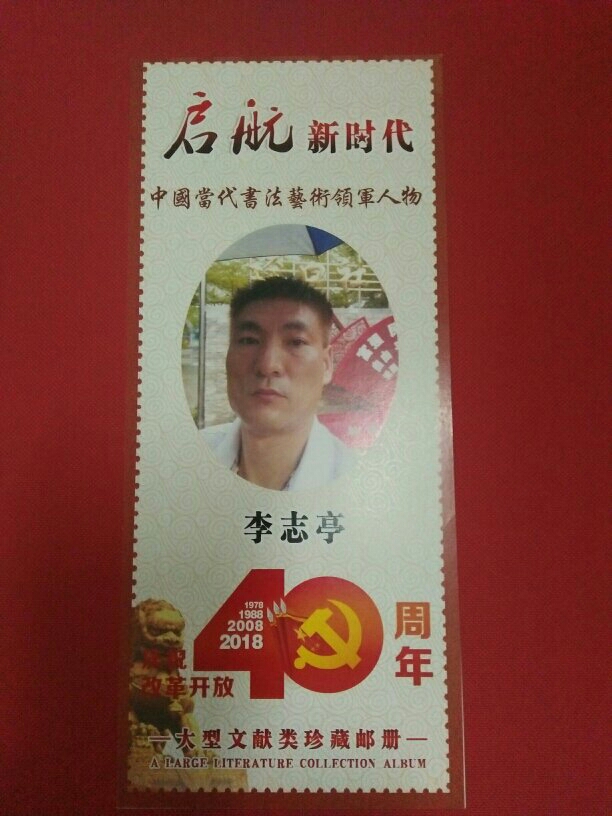 启航 新时代
中國當代書法藝術領軍人物
李志亭
40
1978
1988
2008
2018
周年
庆祝
改革开放
—大型文献类珍藏邮册—
A LARGE LITERATURE COLLECTION ALBUM